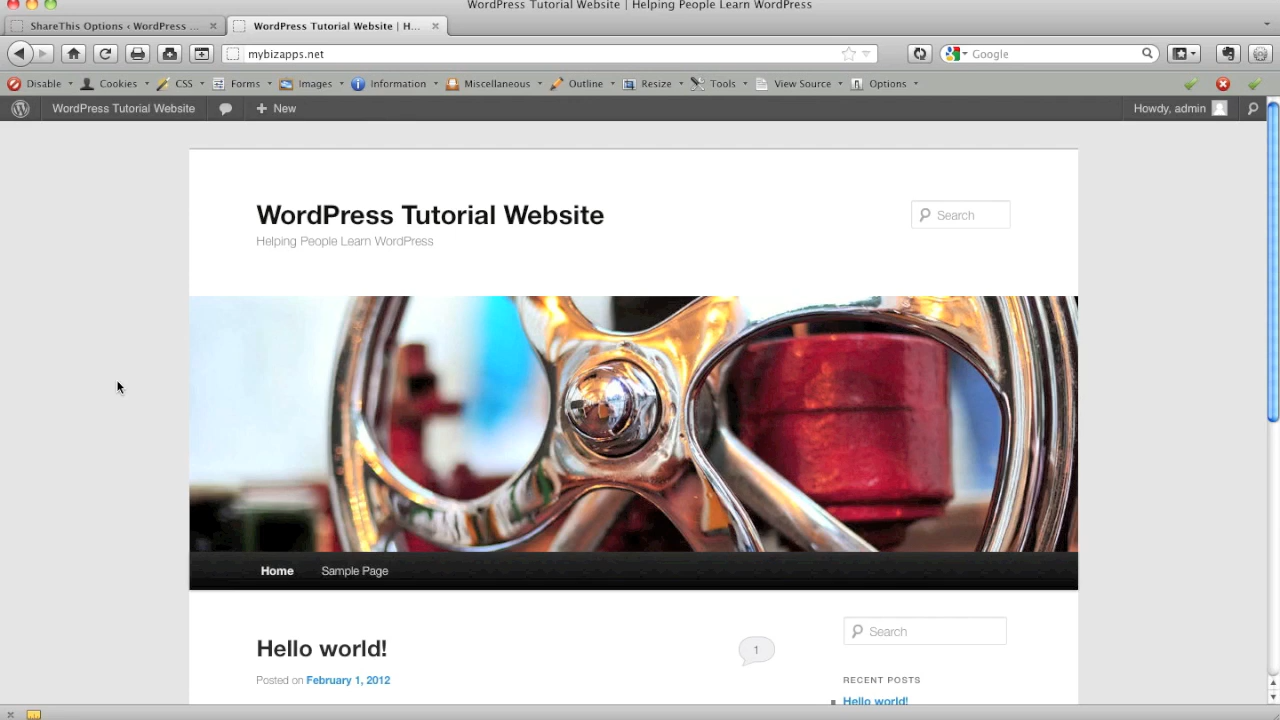 WordPress Tutorial Website | Helping People Learn WordPress
ShareThis Options ‹ WordPress ...
WordPress Tutorial Website | H...
mybizapps.net
Google
Disable Cookies CSS Forms Images Information Miscellaneous Outline Resize Tools View Source Options
WordPress Tutorial Website + New Howdy, admin
WordPress Tutorial Website
Helping People Learn WordPress
Search
Home Sample Page
Hello world!
1
Posted on February 1, 2012
Search
RECENT POSTS
Hello world!